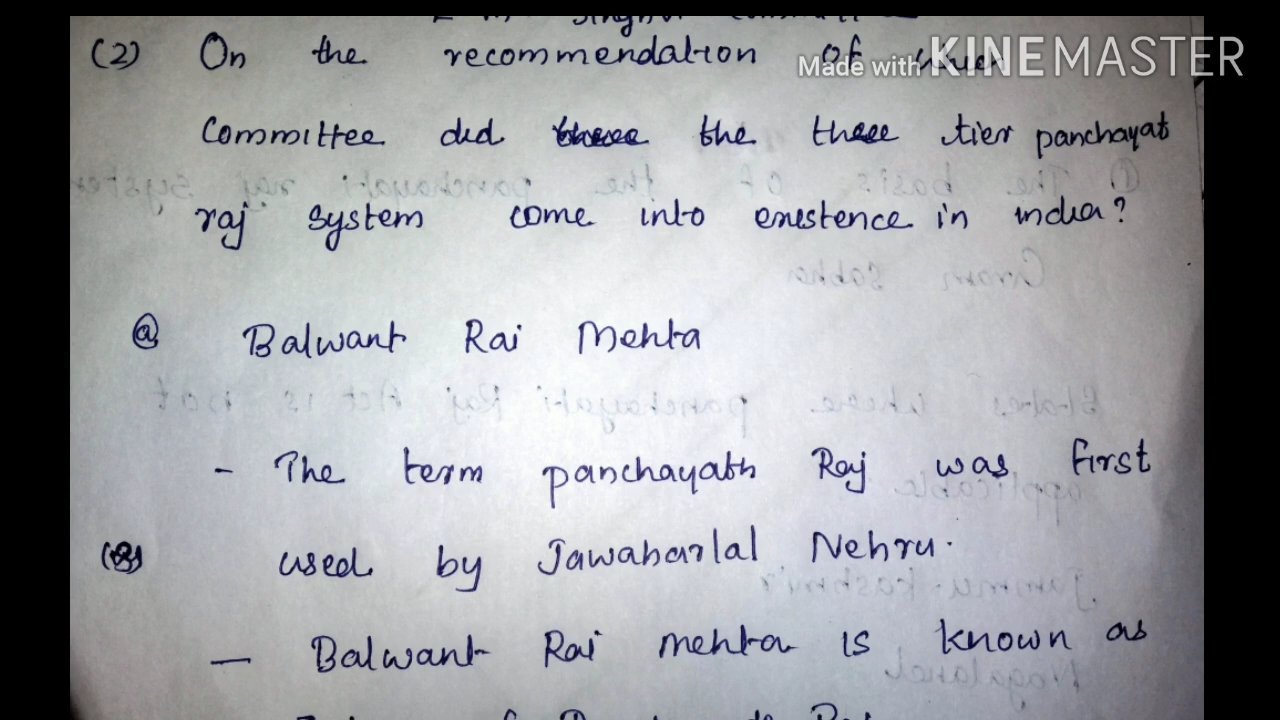 (2) On the recommendation of
Made with KINEMASTER
Committee did the the three tier panchayat
raj system come into existence in india?
@ Balwant Rai Mehta
- The term panchayath Raj was first
used by Jawaharlal Nehru.
- Balwant Rai mehta is known as